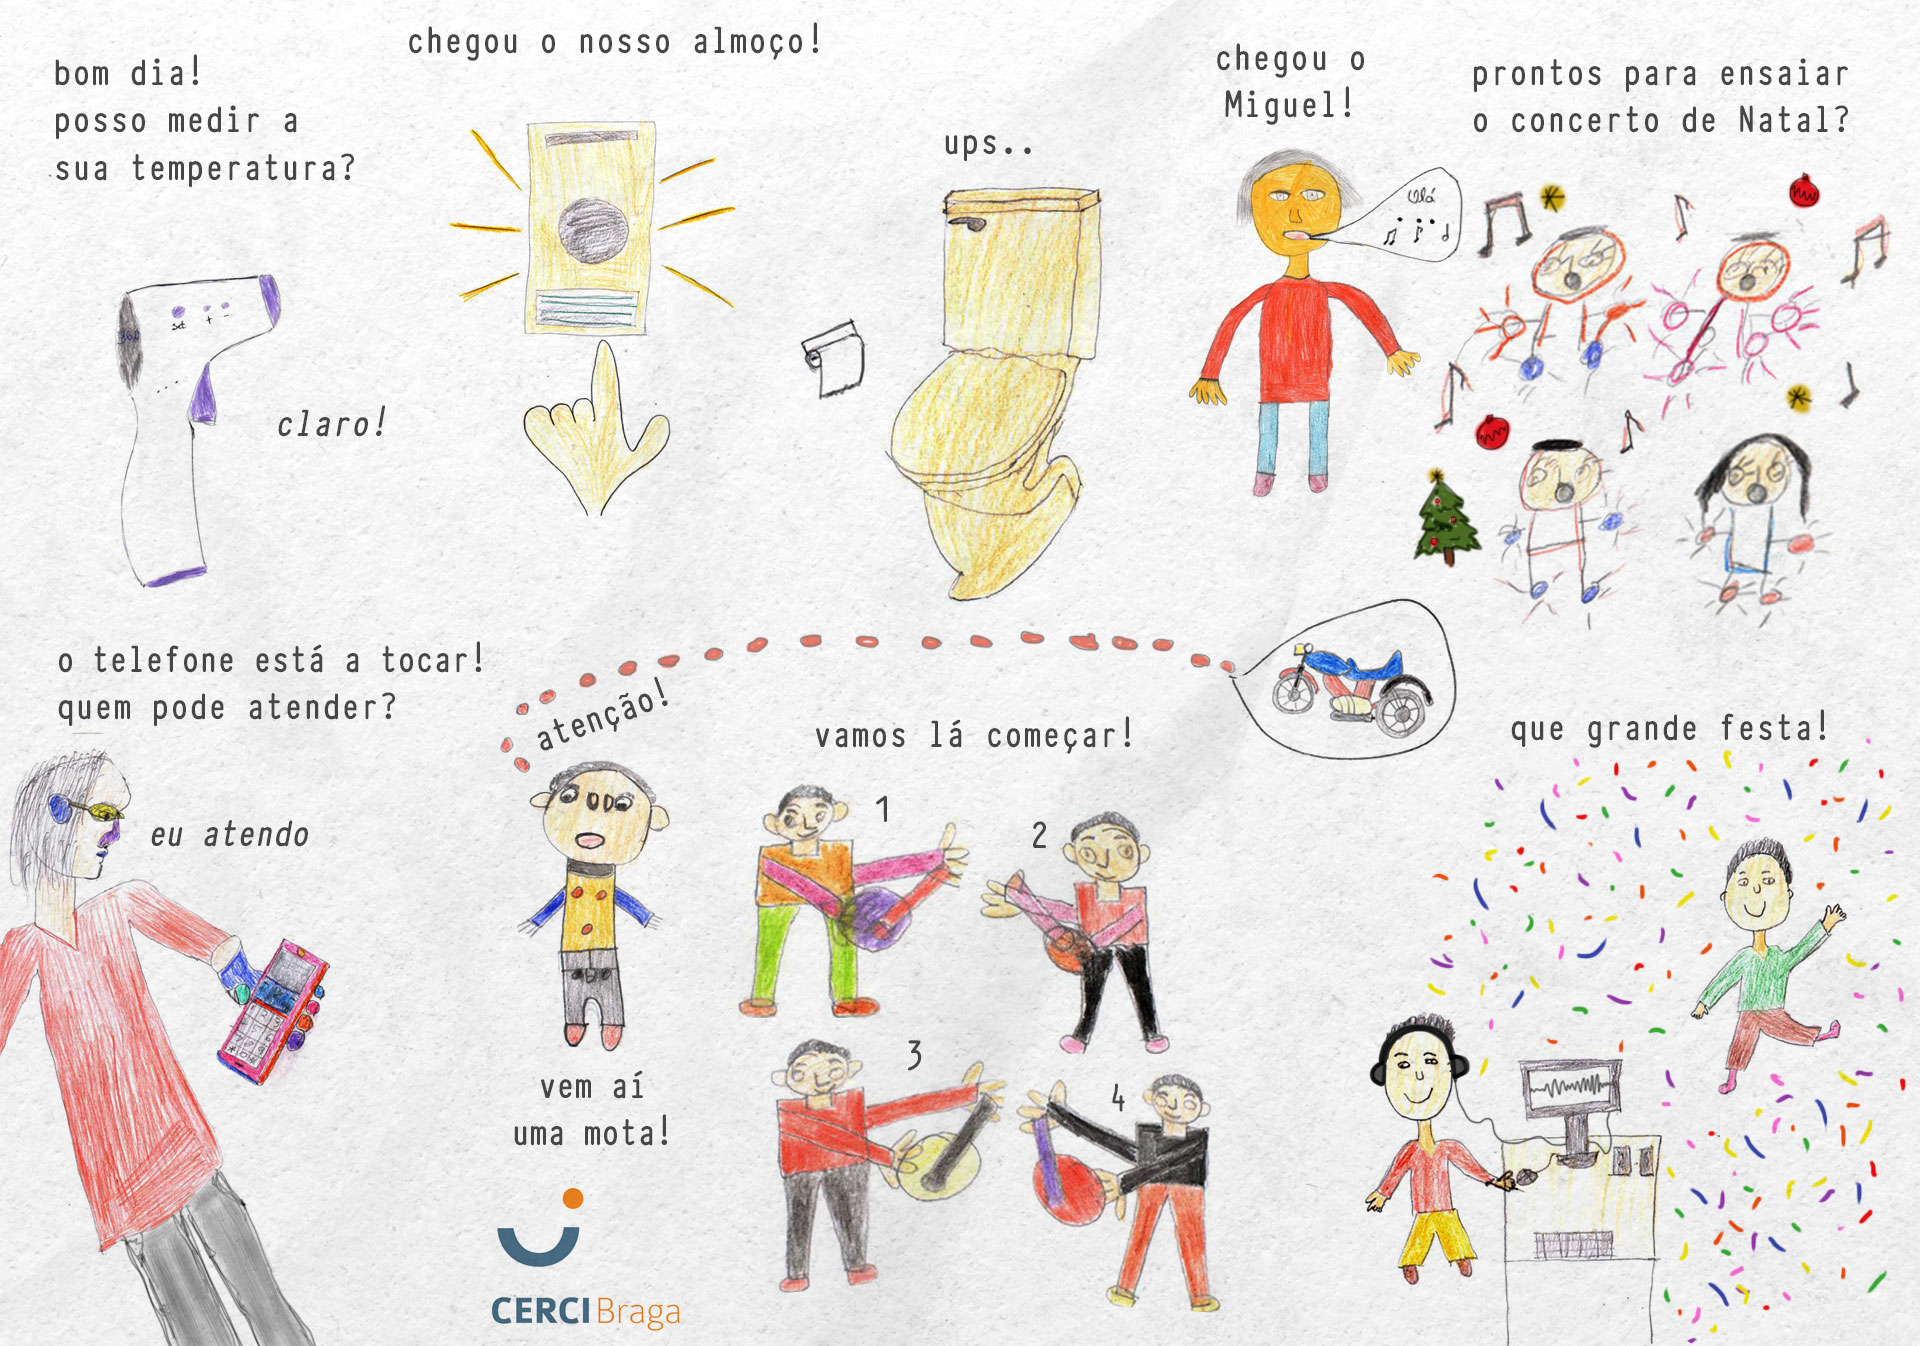 bom dia!
posso medir a
sua temperatura?
claro!
set
+ -
chegou o nosso almoço!
ups..
chegou o
Miguel!
Olá
prontos para ensaiar
o concerto de Natal?
o telefone está a tocar!
quem pode atender?
eu atendo
atenção!
vem aí
uma mota!
vamos lá começar!
1
2
3
4
que grande festa!
CERCI Braga